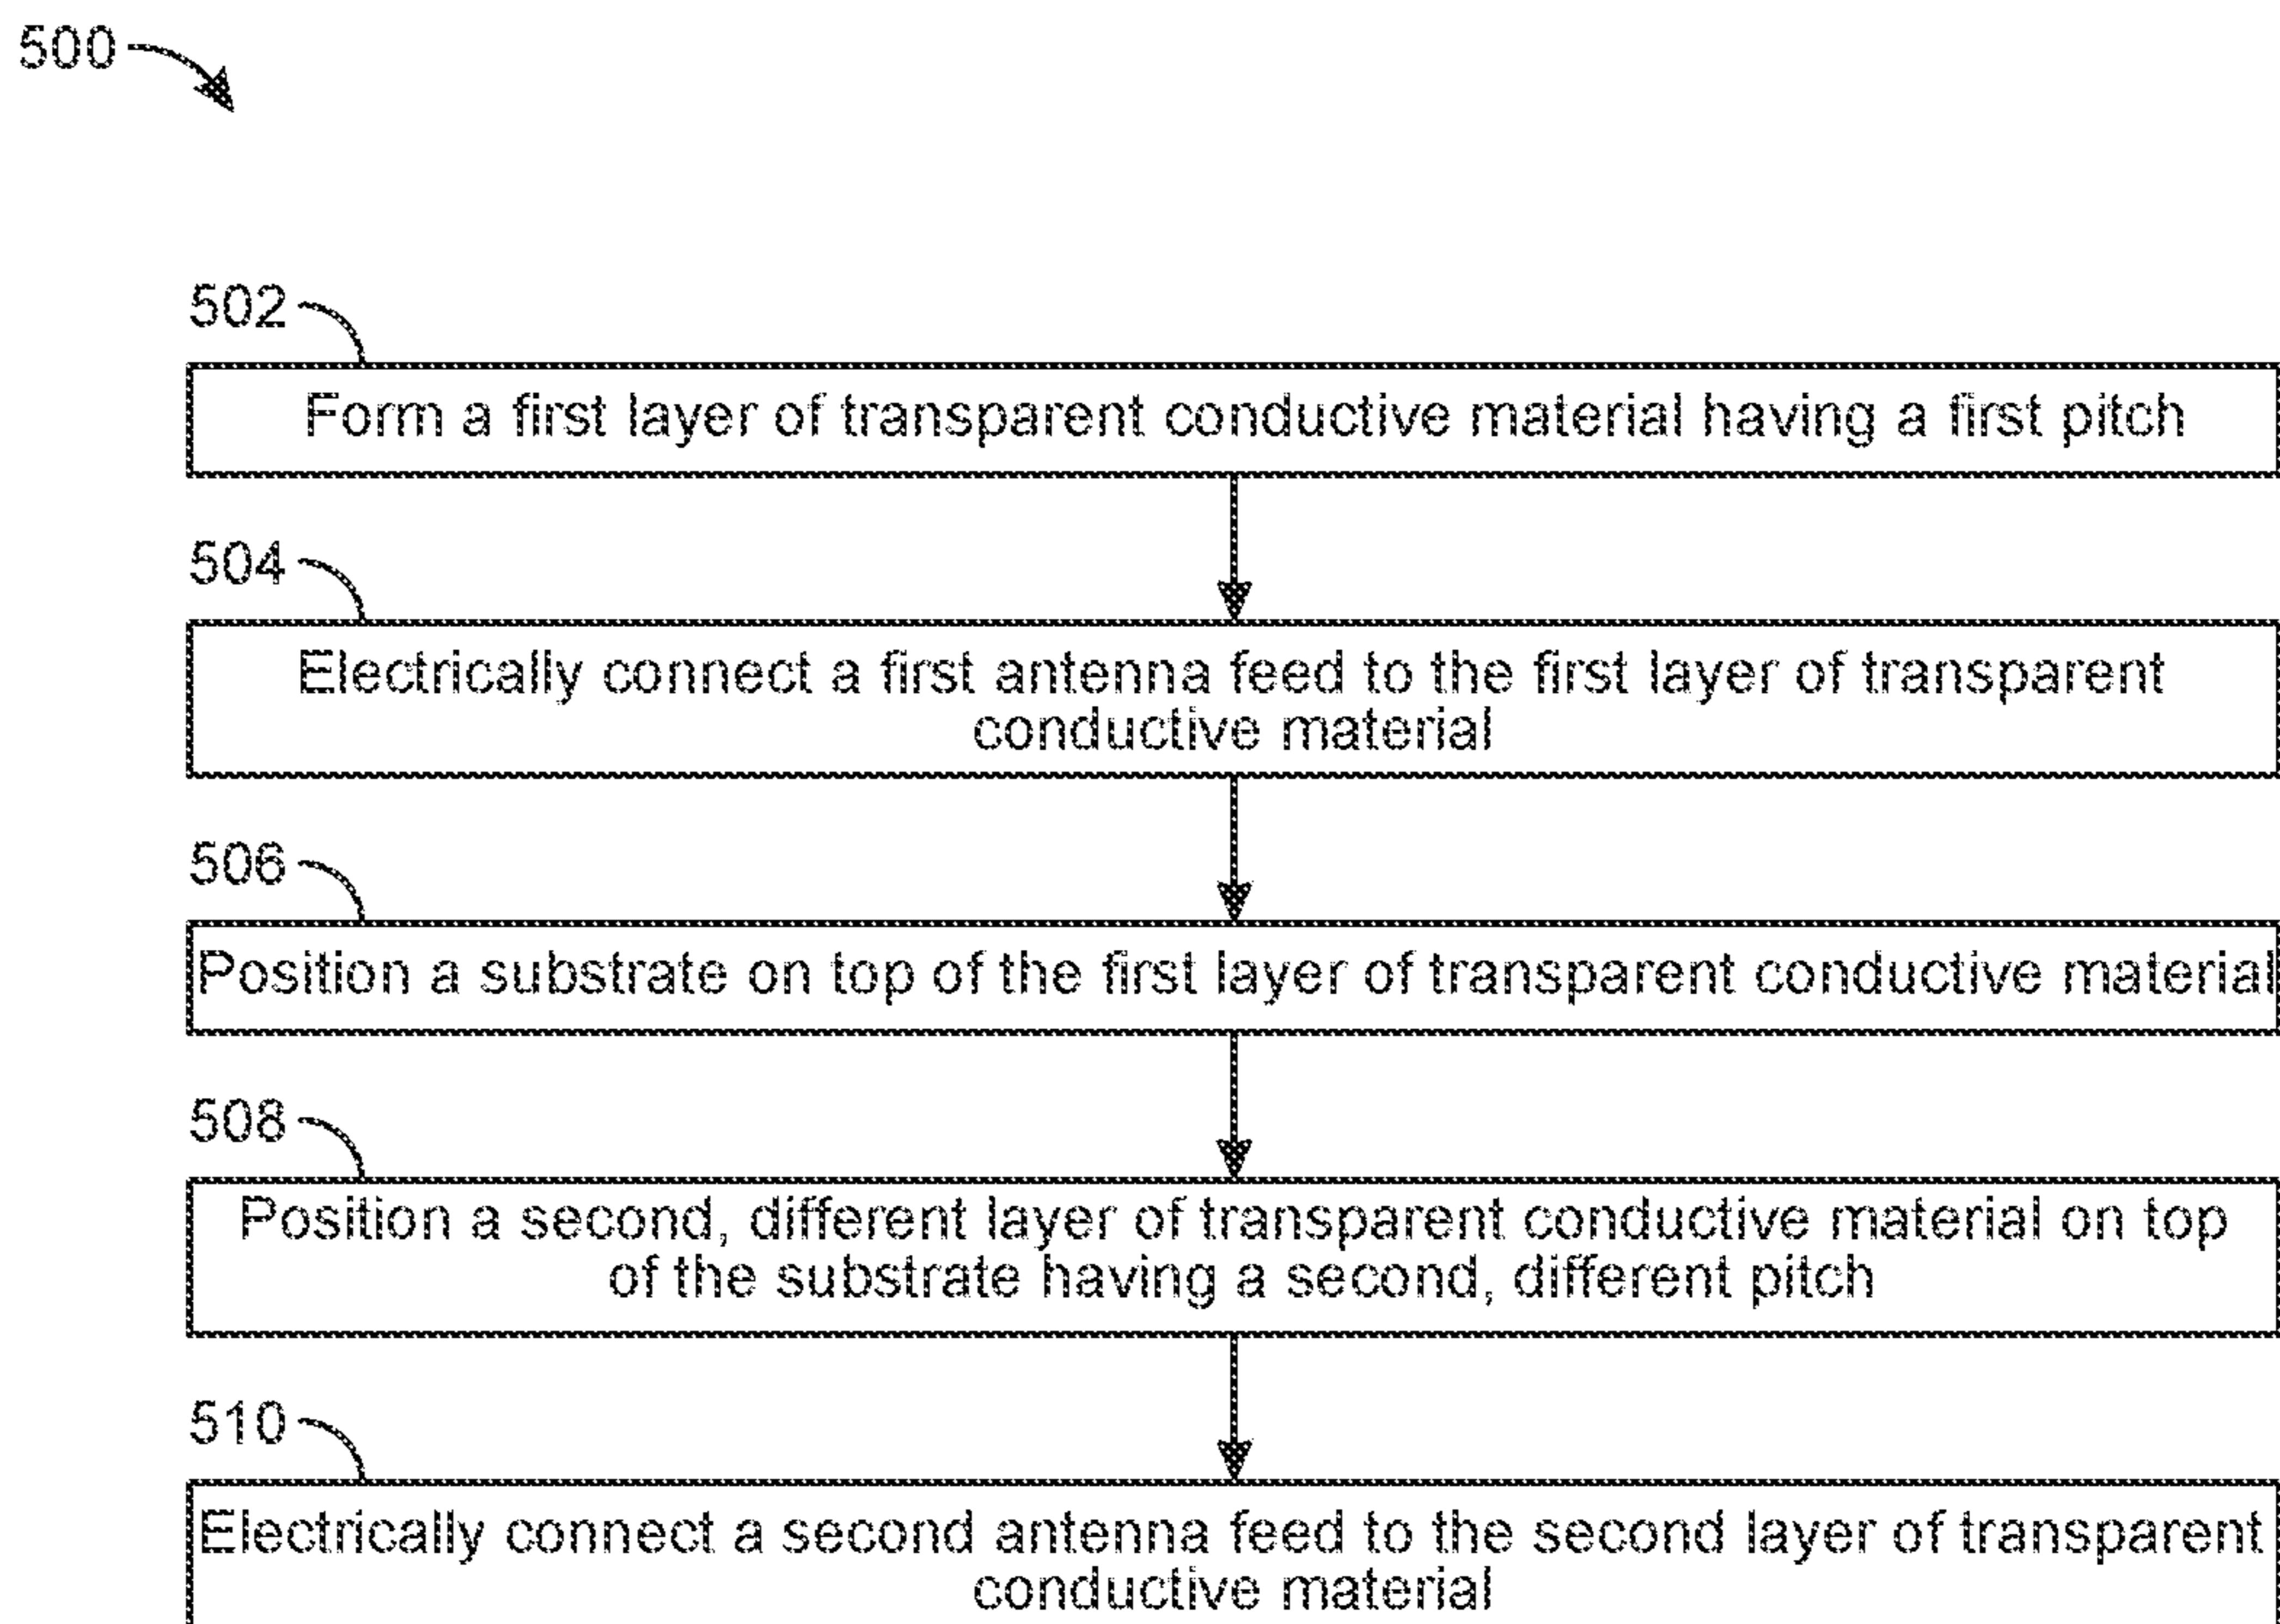 500
502
Form a first layer of transparent conductive material having a first pitch
504
Electrically connect a first antenna feed to the first layer of transparent
conductive material
506
Position a substrate on top of the first layer of transparent conductive material
508
Position a second, different layer of transparent conductive material on top
of the substrate having a second, different pitch
510
Electrically connect a second antenna feed to the second layer of transparent
conductive material